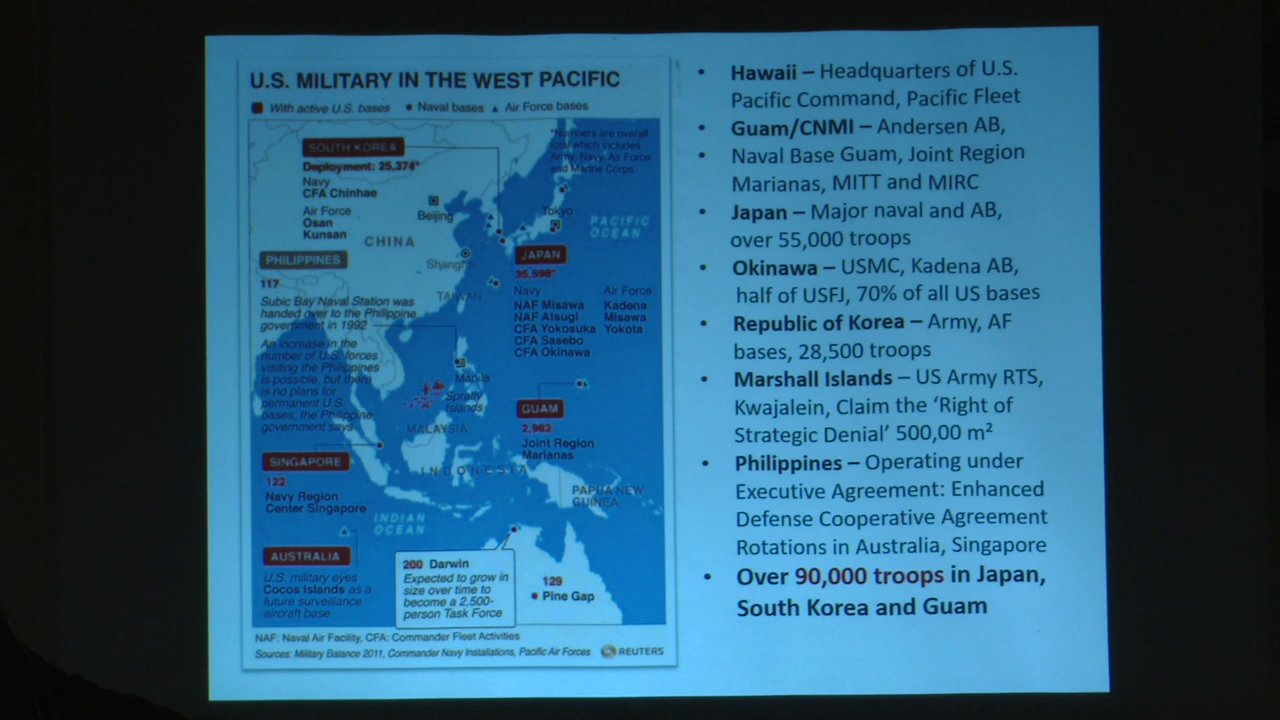 U.S. MILITARY IN THE WEST PACIFIC
With active U.S. bases • Naval bases ▲ Air Force bases
*Numbers are overall
total which includes
Army, Navy, Air Force
and Marine Corps
SOUTH KOREA
Deployment: 25,374*
Navy
CFA Chinhae
Air Force
Osan
Kunsan
Beijing
Tokyo
PACIFIC
OCEAN
CHINA
PHILIPPINES
117
Subic Bay Naval Station was
handed over to the Philippine
government in 1992
An increase in the
number of U.S. forces
visiting the Philippines
is possible, but there
is no plans for
permanent U.S.
bases, the Philippine
government says
Shanghai
TAIWAN
JAPAN
35,598*
Navy
NAF Misawa
NAF Atsugi
CFA Yokosuka
CFA Sasebo
CFA Okinawa
Air Force
Kadena
Misawa
Yokota
Manila
Spratly
Islands
MALAYSIA
GUAM
2,982
Joint Region
Marianas
SINGAPORE
122
Navy Region
Center Singapore
INDONESIA
PAPUA NEW
GUINEA
INDIAN
OCEAN
AUSTRALIA
U.S. military eyes
Cocos Islands as a
future surveillance
aircraft base
200 Darwin
Expected to grow in
size over time to
become a 2,500-
person Task Force
129
Pine Gap
NAF: Naval Air Facility, CFA: Commander Fleet Activities
Sources: Military Balance 2011, Commander Navy Installations, Pacific Air Forces
REUTERS
• Hawaii – Headquarters of U.S.
Pacific Command, Pacific Fleet
• Guam/CNMI – Andersen AB,
• Naval Base Guam, Joint Region
Marianas, MITT and MIRC
• Japan – Major naval and AB,
over 55,000 troops
• Okinawa – USMC, Kadena AB,
half of USFJ, 70% of all US bases
• Republic of Korea – Army, AF
bases, 28,500 troops
• Marshall Islands – US Army RTS,
Kwajalein, Claim the ‘Right of
Strategic Denial’ 500,00 m²
• Philippines – Operating under
Executive Agreement: Enhanced
Defense Cooperative Agreement
Rotations in Australia, Singapore
• Over 90,000 troops in Japan,
South Korea and Guam